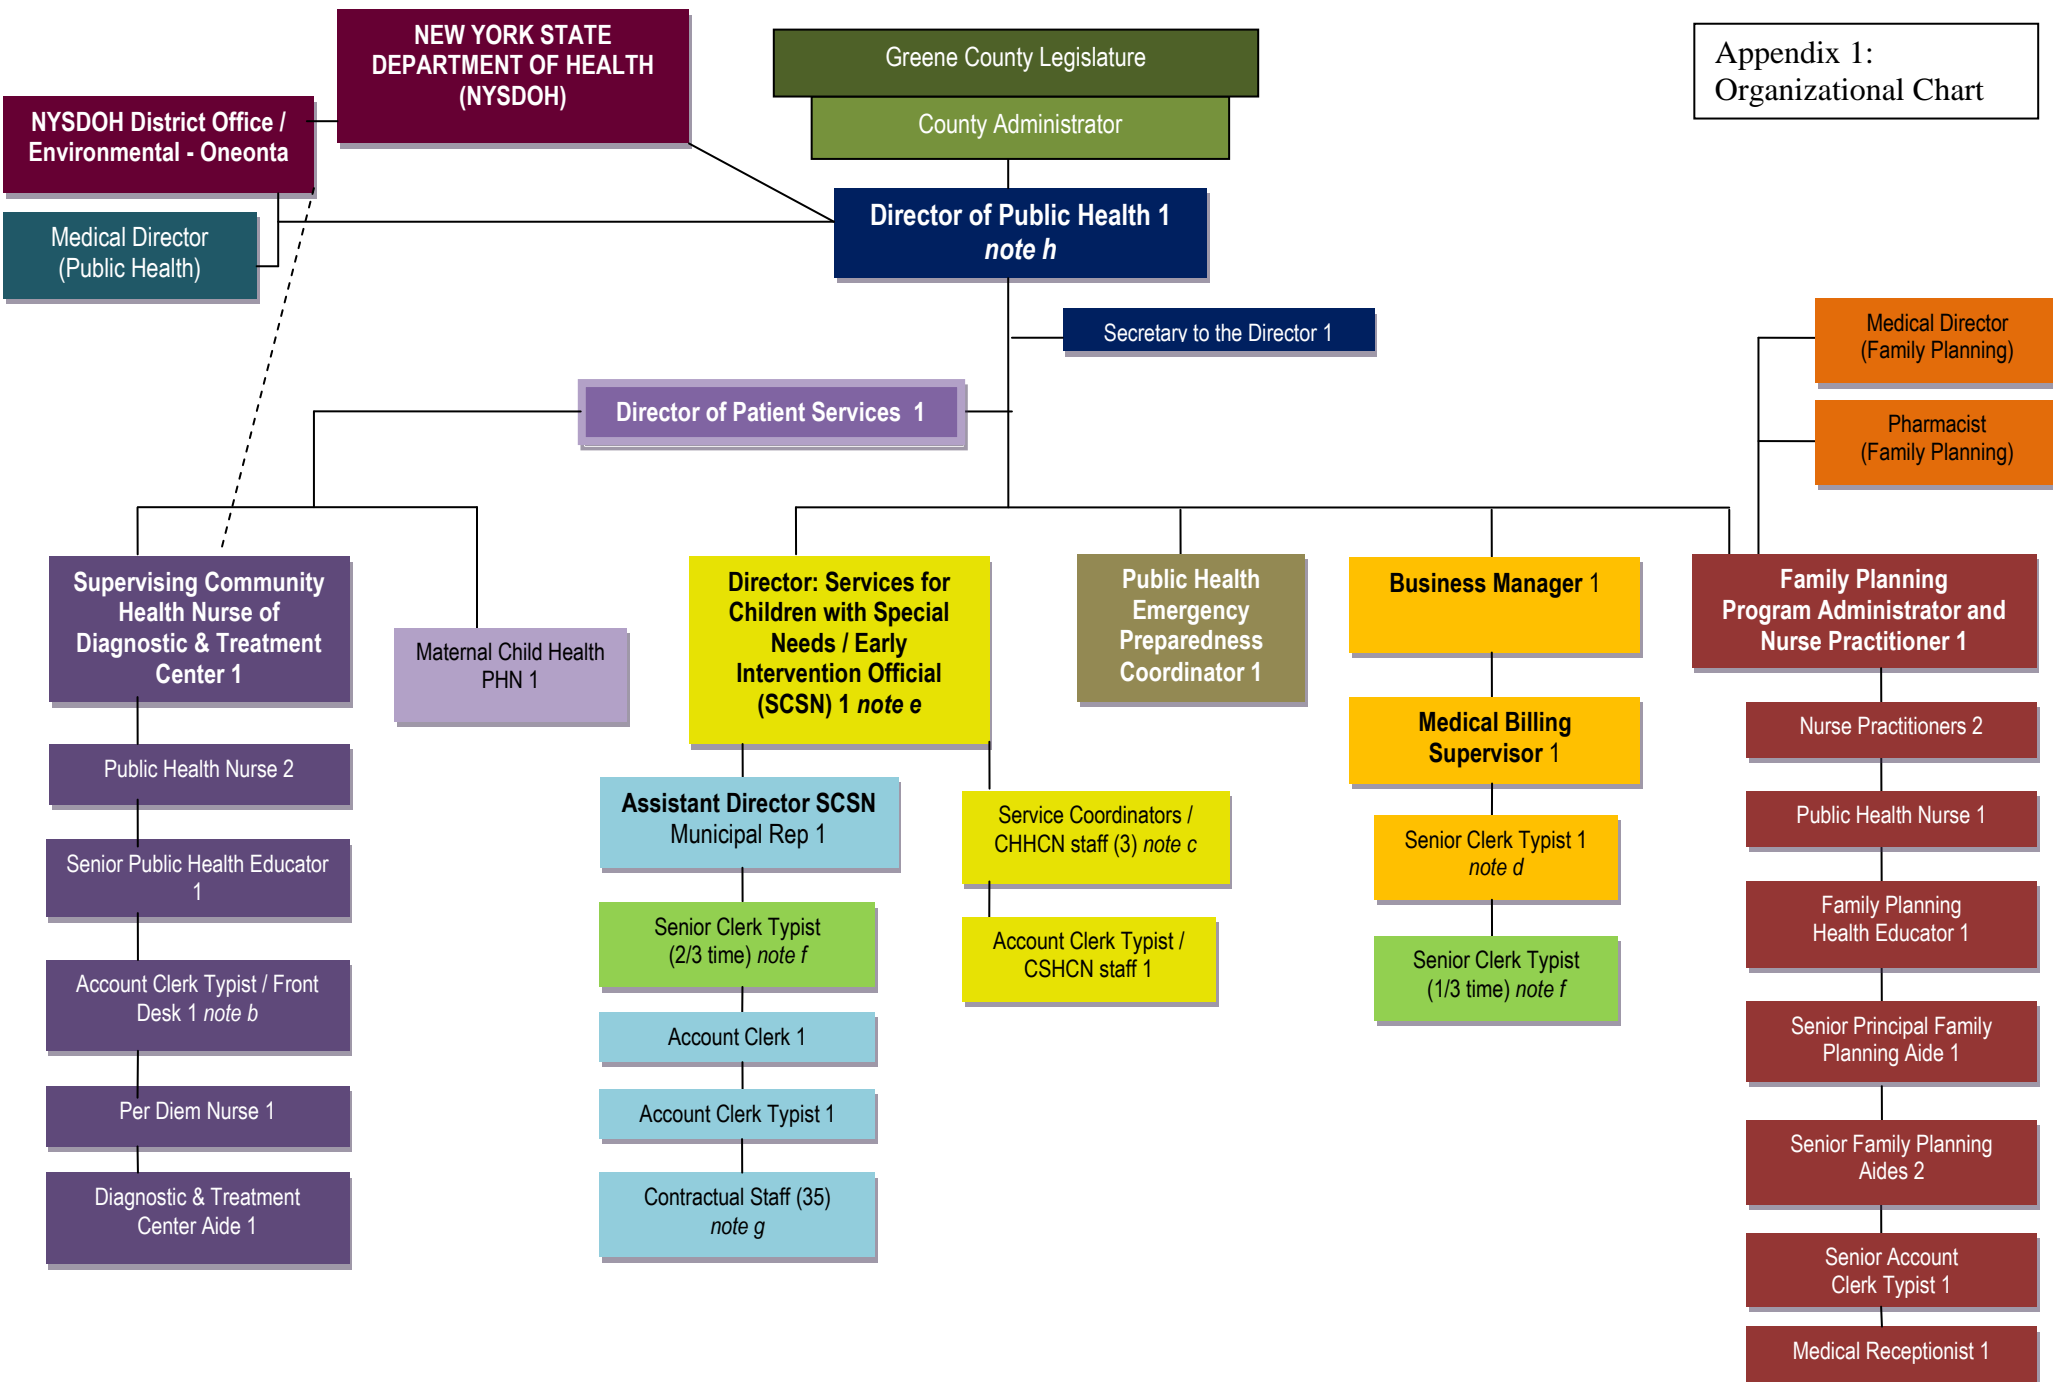 NEW YORK STATE
DEPARTMENT OF HEALTH
(NYSDOH)
Greene County Legislature
County Administrator
Appendix 1:
Organizational Chart
NYSDOH District Office /
Environmental - Oneonta
Medical Director
(Public Health)
Director of Public Health 1
note h
Secretary to the Director 1
Medical Director
(Family Planning)
Director of Patient Services 1
Pharmacist
(Family Planning)
Supervising Community
Health Nurse of
Diagnostic & Treatment
Center 1
Public Health Nurse 2
Senior Public Health Educator
1
Account Clerk Typist / Front
Desk 1 note b
Per Diem Nurse 1
Diagnostic & Treatment
Center Aide 1
Maternal Child Health
PHN 1
Director: Services for
Children with Special
Needs / Early
Intervention Official
(SCSN) 1 note e
Assistant Director SCSN
Municipal Rep 1
Senior Clerk Typist
(2/3 time) note f
Account Clerk 1
Account Clerk Typist 1
Contractual Staff (35)
note g
Service Coordinators /
CHHCN staff (3) note c
Account Clerk Typist /
CSHCN staff 1
Public Health
Emergency
Preparedness
Coordinator 1
Business Manager 1
Medical Billing
Supervisor 1
Senior Clerk Typist 1
note d
Senior Clerk Typist
(1/3 time) note f
Family Planning
Program Administrator and
Nurse Practitioner 1
Nurse Practitioners 2
Public Health Nurse 1
Family Planning
Health Educator 1
Senior Principal Family
Planning Aide 1
Senior Family Planning
Aides 2
Senior Account
Clerk Typist 1
Medical Receptionist 1